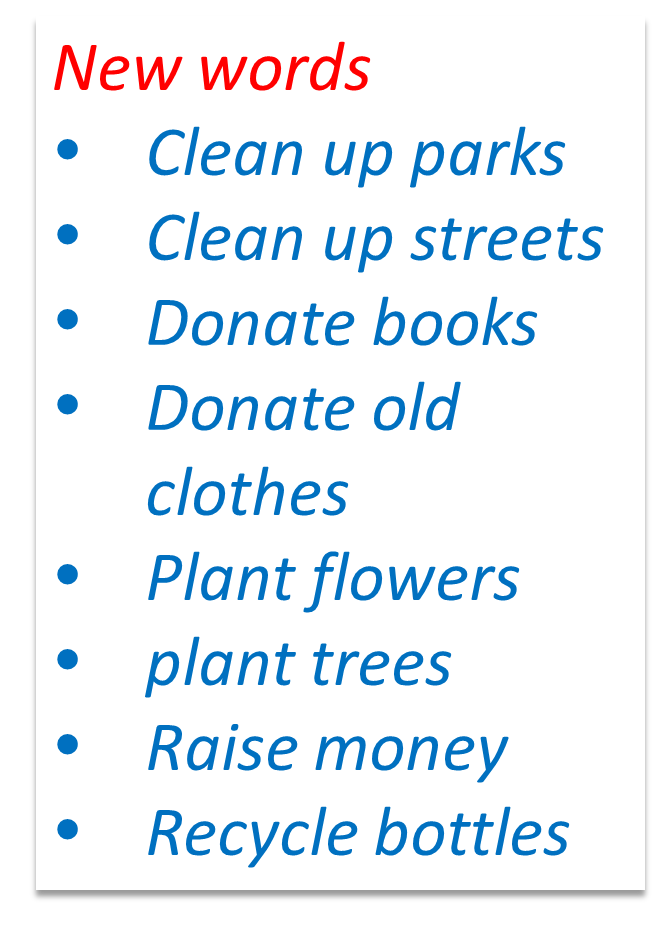 New words
• Clean up parks
• Clean up streets
• Donate books
• Donate old
clothes
• Plant flowers
• plant trees
• Raise money
• Recycle bottles